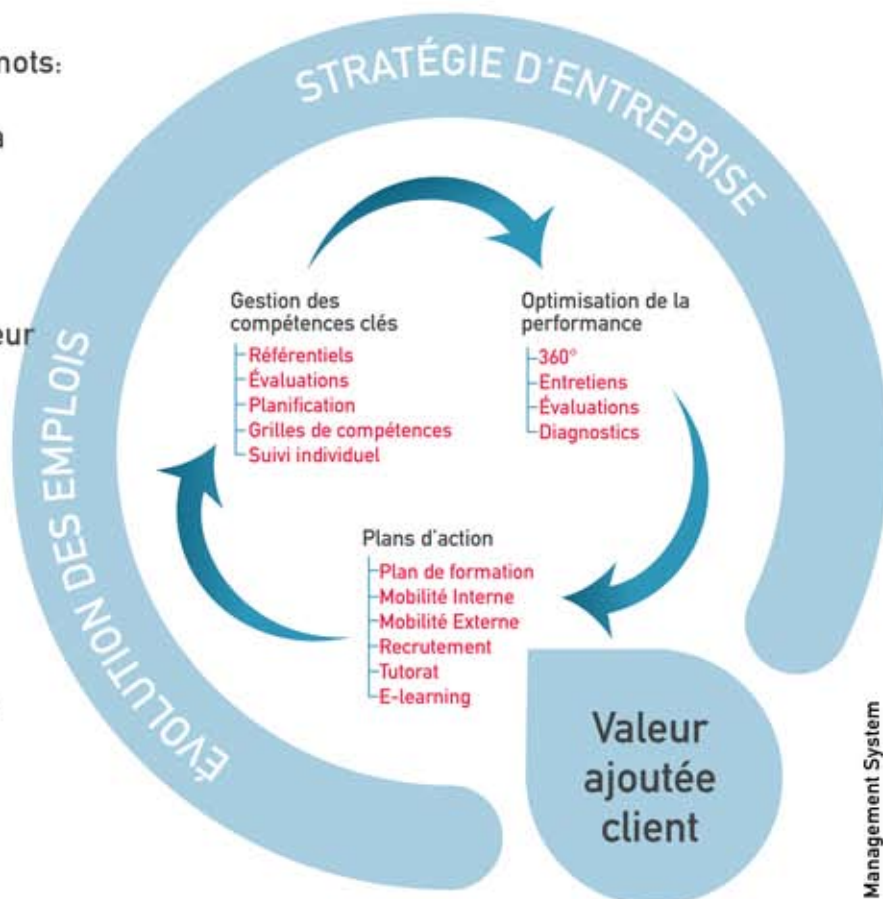 mots:
a
eur
STRATÉGIE D'ENTREPRISE
ÉVOLUTION DES EMPLOIS
Gestion des
compétences clés
Référentiels
Évaluations
Planification
Grilles de compétences
Suivi individuel
Optimisation de la
performance
360°
Entretiens
Évaluations
Diagnostics
Plans d'action
Plan de formation
Mobilité Interne
Mobilité Externe
Recrutement
Tutorat
E-learning
Valeur
ajoutée
client
Management System